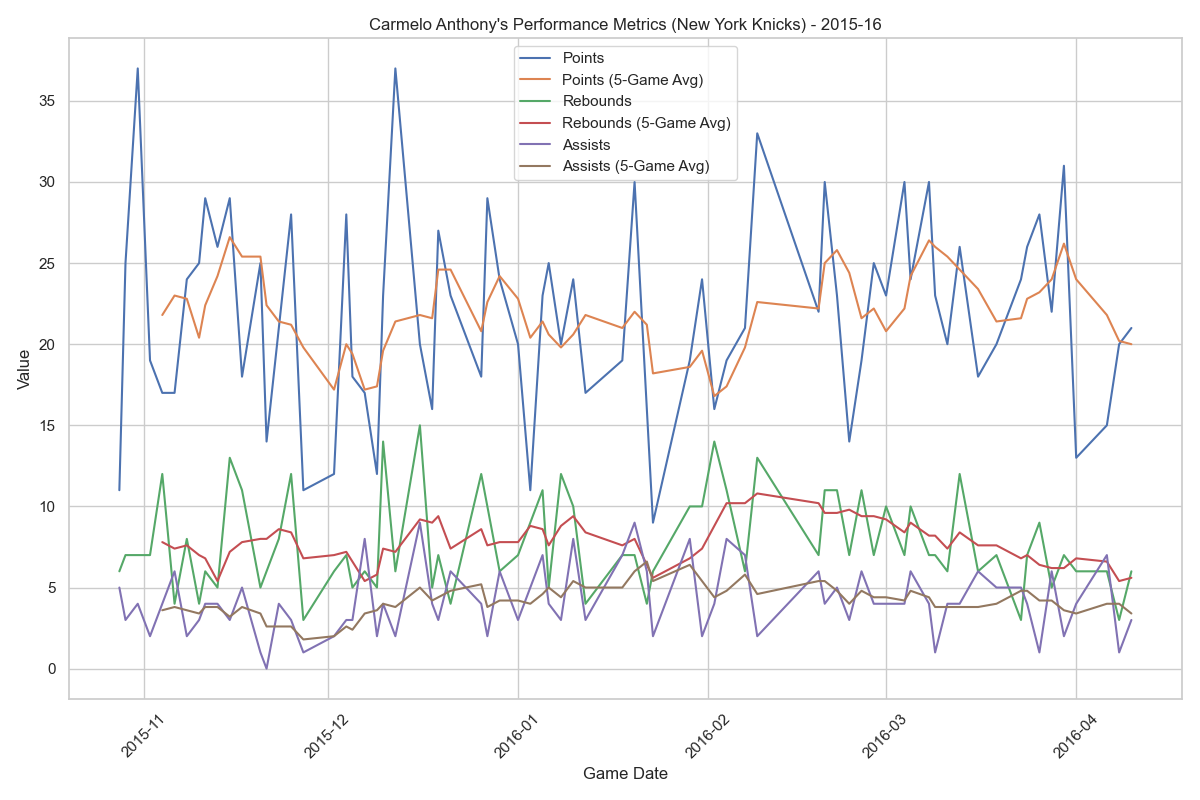 Carmelo Anthony's Performance Metrics (New York Knicks) - 2015-16
Points
Points (5-Game Avg)
Rebounds
Rebounds (5-Game Avg)
Assists
Assists (5-Game Avg)
Value
35
30
25
20
15
10
5
0
2015-11
2015-12
2016-01
2016-02
2016-03
2016-04
Game Date